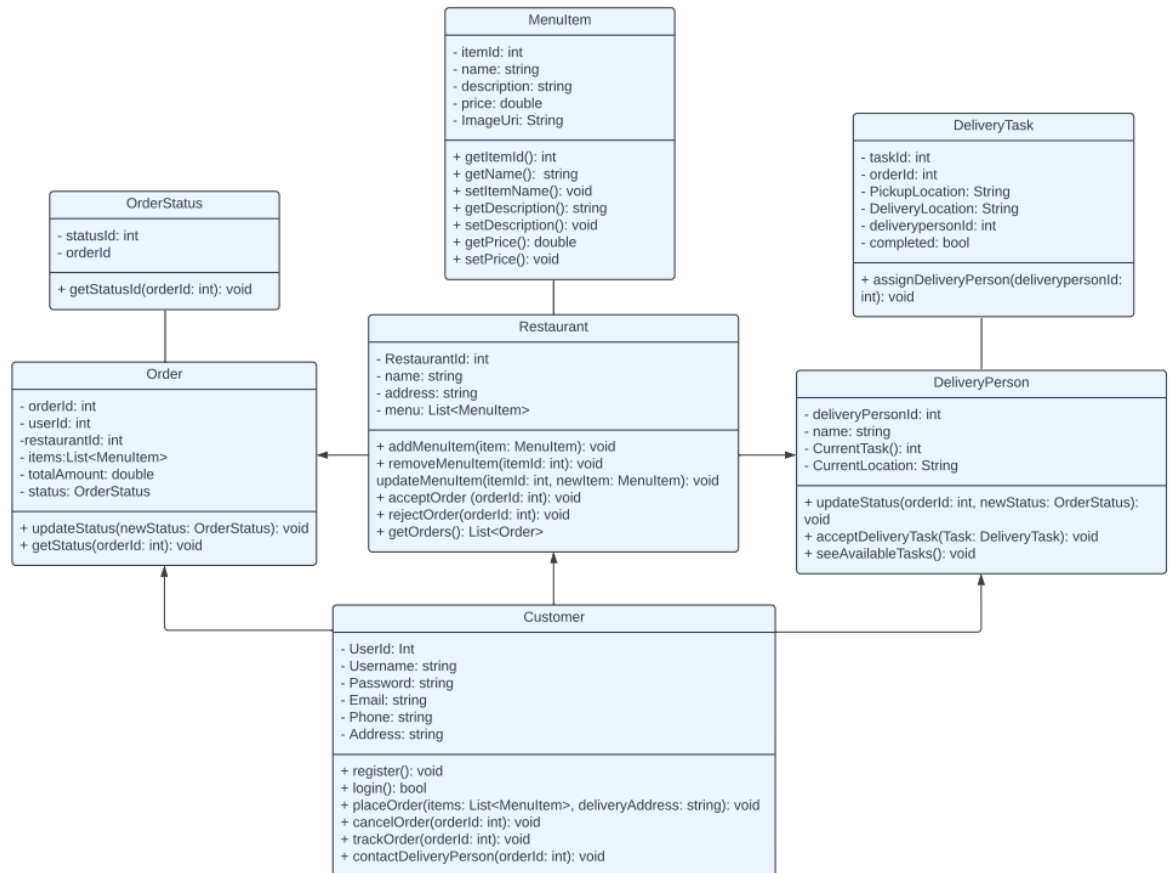 MenuItem
- itemId: int
- name: string
- description: string
- price: double
- ImageUri: String
+ getItemId(): int
+ getName():  string
+ setItemName(): void
+ getDescription(): string
+ setDescription(): void
+ getPrice(): double
+ setPrice(): void
DeliveryTask
- taskId: int
- orderId: int
- PickupLocation: String
- DeliveryLocation: String
- deliverypersonId: int
- completed: bool
+ assignDeliveryPerson(deliverypersonId:
int): void
OrderStatus
- statusId: int
- orderId
+ getStatusId(orderId: int): void
Order
- orderId: int
- userId: int
-restaurantId: int
- items:List<MenuItem>
- totalAmount: double
- status: OrderStatus
+ updateStatus(newStatus: OrderStatus): void
+ getStatus(orderId: int): void
Restaurant
- RestaurantId: int
- name: string
- address: string
- menu: List<MenuItem>
+ addMenuItem(item: MenuItem): void
+ removeMenuItem(itemId: int): void
updateMenuItem(itemId: int, newItem: MenuItem): void
+ acceptOrder (orderId: int): void
+ rejectOrder(orderId: int): void
+ getOrders(): List<Order>
DeliveryPerson
- deliveryPersonId: int
- name: string
- CurrentTask(): int
- CurrentLocation: String
+ updateStatus(orderId: int, newStatus: OrderStatus):
void
+ acceptDeliveryTask(Task: DeliveryTask): void
+ seeAvailableTasks(): void
Customer
- UserId: Int
- Username: string
- Password: string
- Email: string
- Phone: string
- Address: string
+ register(): void
+ login(): bool
+ placeOrder(items: List<MenuItem>, deliveryAddress: string): void
+ cancelOrder(orderId: int): void
+ trackOrder(orderId: int): void
+ contactDeliveryPerson(orderId: int): void